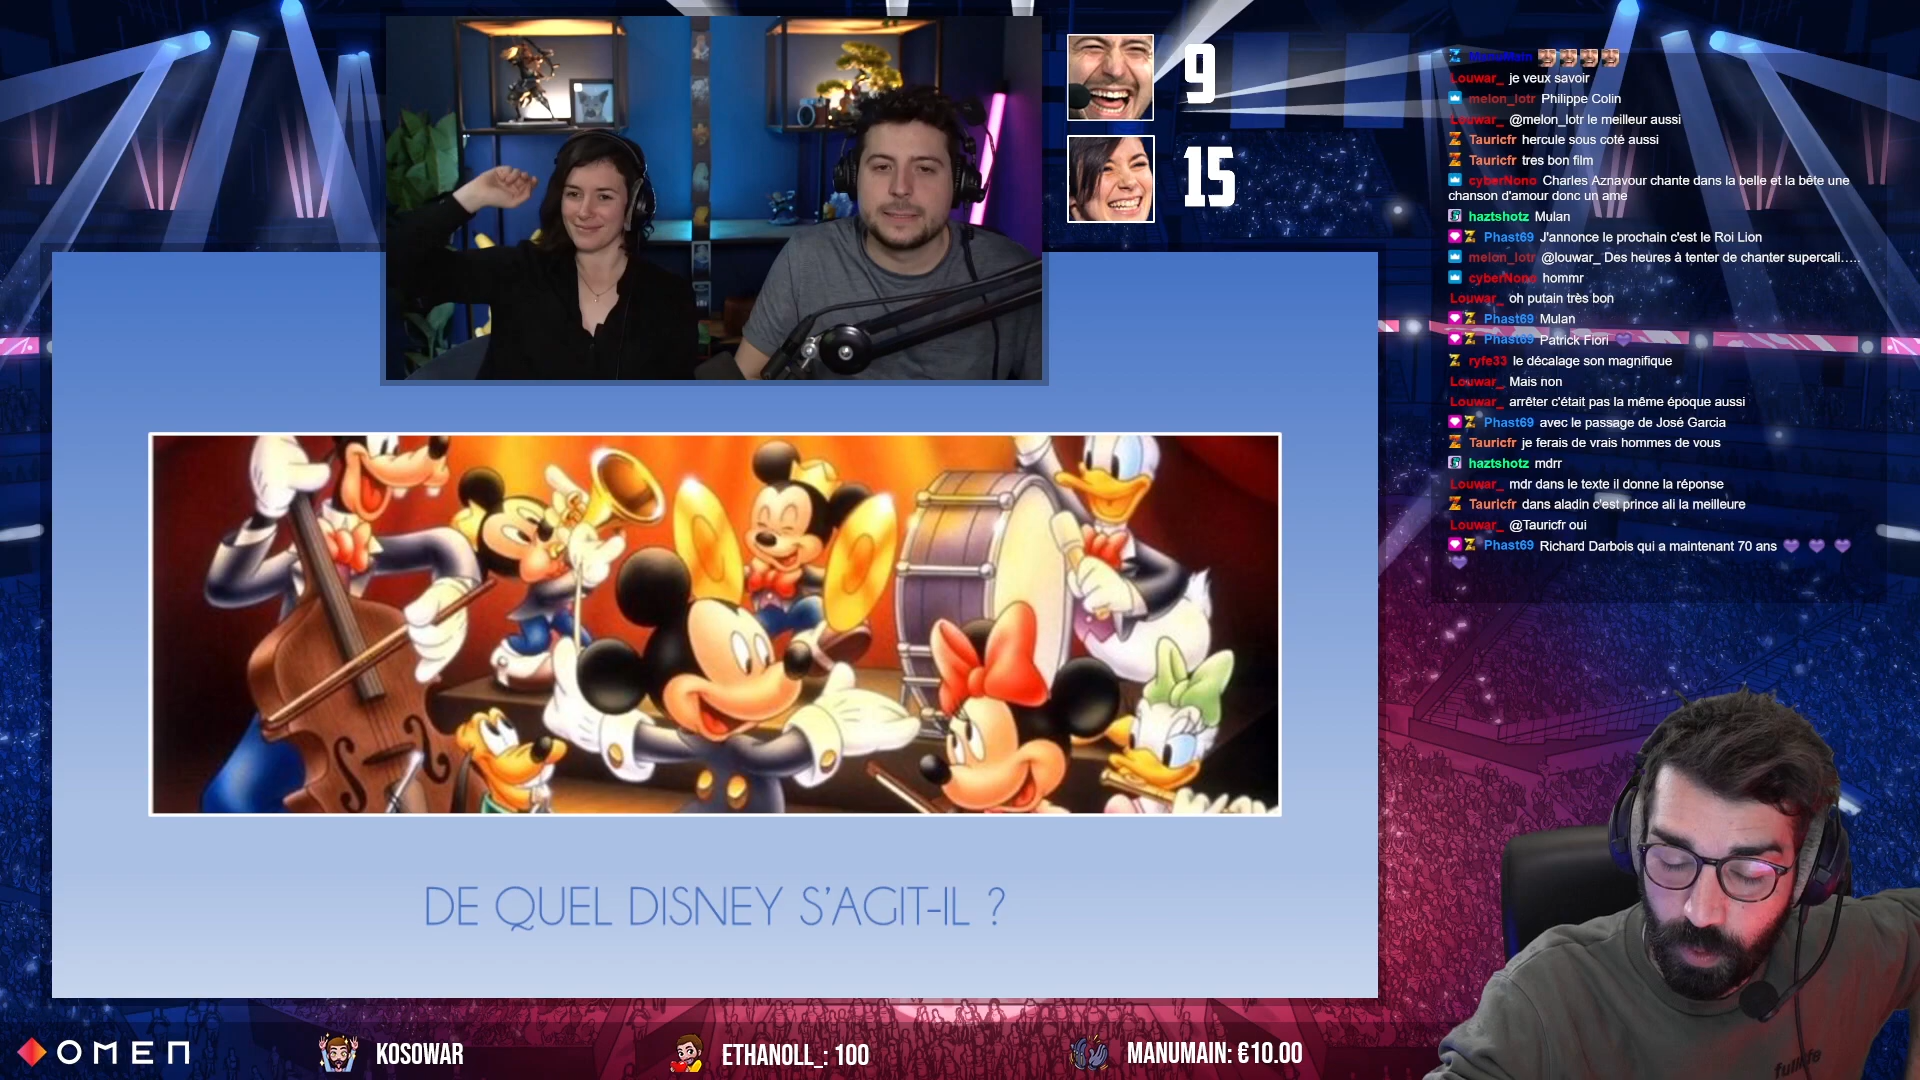 9
15
Louwar_ je veux savoir
melon_lotr Philippe Colin
Louwar_ @melon_lotr le meilleur aussi
Tauricfr hercule sous coté aussi
Tauricfr tres bon film
cyberNono Charles Aznavour chante dans la belle et la bête une
chanson d'amour donc un ame
haztshotz Mulan
Phast69 J'annonce le prochain c'est le Roi Lion
melon_lotr @louwar_ Des heures à tenter de chanter supercali.....
cyberNono hommr
Louwar_ oh putain très bon
Phast69 Mulan
Phast69 Patrick Fiori
ryfe33 le décalage son magnifique
Louwar_ Mais non
Louwar_ arrêter c'était pas la même époque aussi
Phast69 avec le passage de José Garcia
Tauricfr je ferais de vrais hommes de vous
haztshotz mdrr
Louwar_ mdr dans le texte il donne la réponse
Tauricfr dans aladin c'est prince ali la meilleure
Louwar_ @Tauricfr oui
Phast69 Richard Darbois qui a maintenant 70 ans
DE QUEL DISNEY S'AGIT-IL ?
OMEN
KOSOWAR
ETHANOLL_: 100
MANUMAIN: €10.00